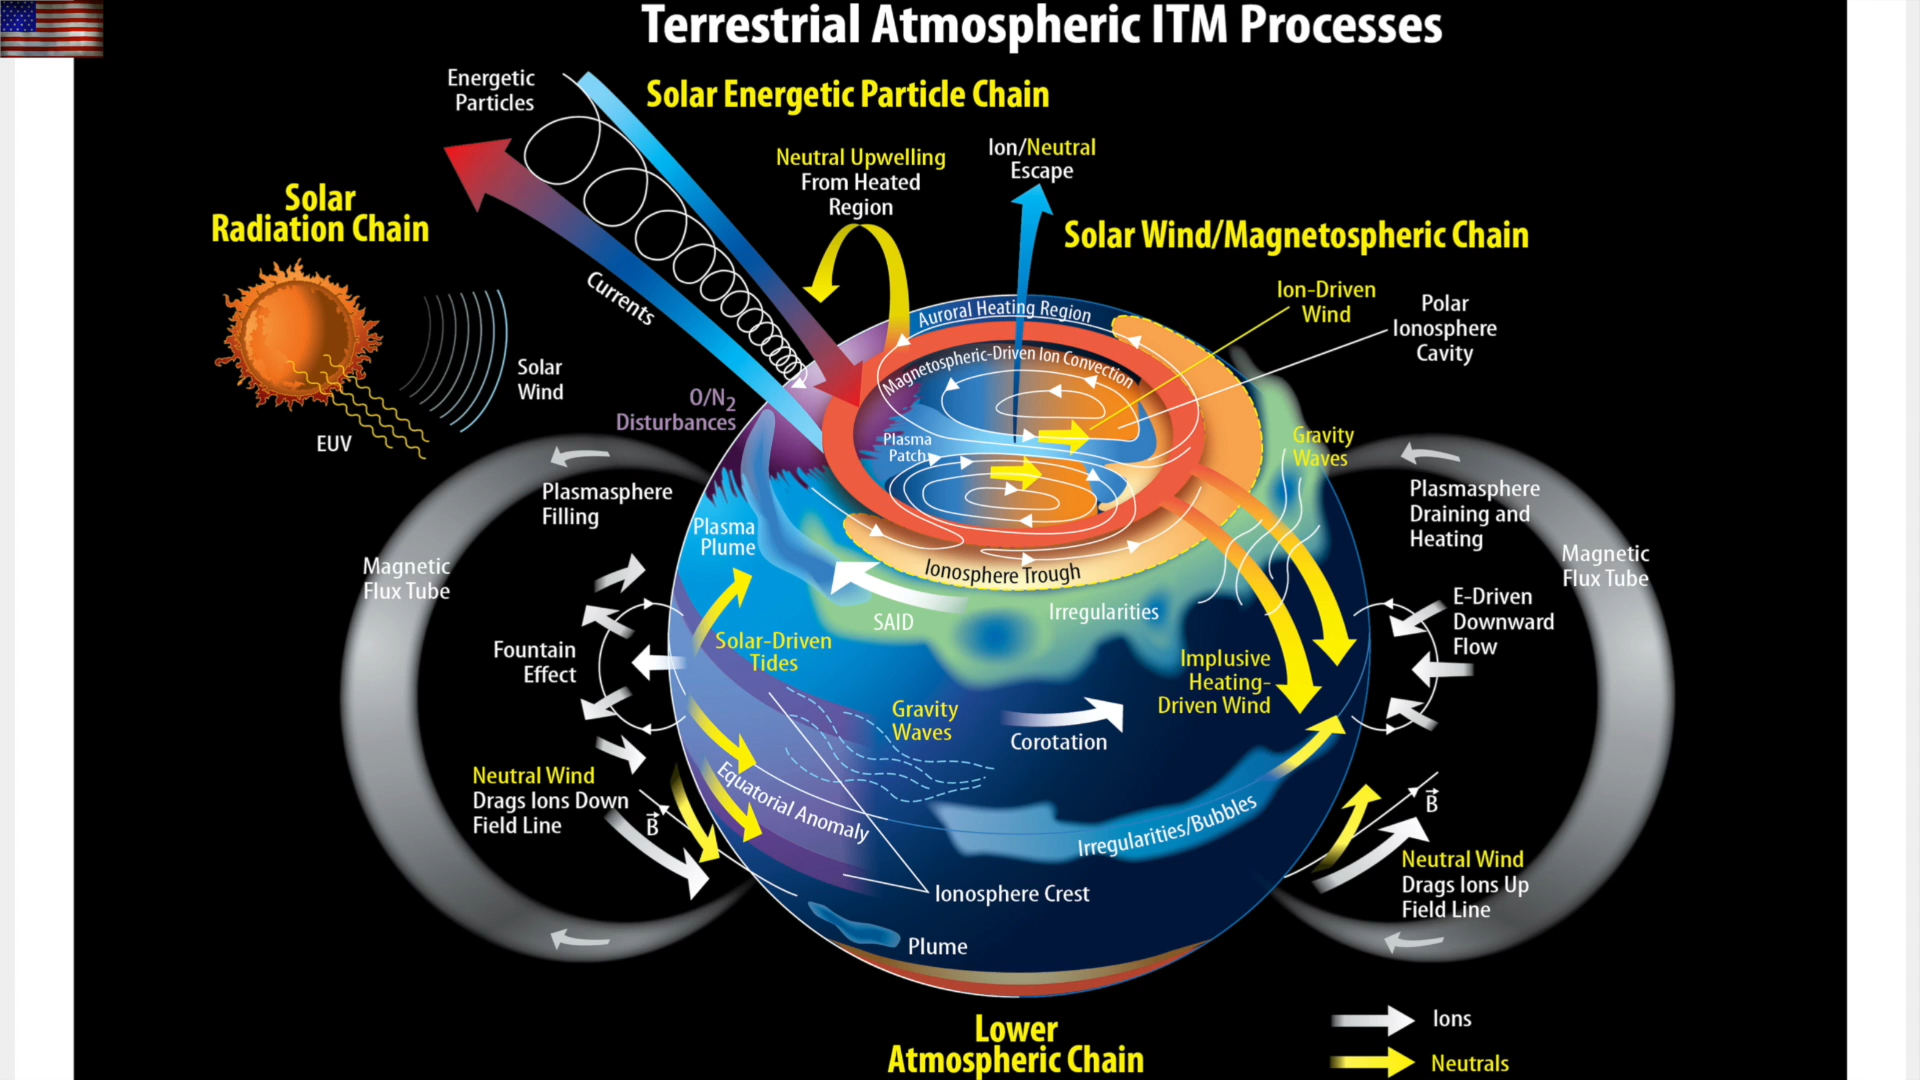 Terrestrial Atmospheric ITM Processes
Energetic
Particles
Solar Energetic Particle Chain
Neutral Upwelling
From Heated
Region
Ion/Neutral
Escape
Solar
Radiation Chain
Solar Wind/Magnetospheric Chain
Currents
Ion-Driven
Wind
Polar
Ionosphere
Cavity
Auroral Heating Region
Magnetospheric-Driven Ion Convection
Solar
Wind
EUV
O/N2
Disturbances
Plasma
Patch
Gravity
Waves
Plasmasphere
Filling
Plasma
Plume
Plasmasphere
Draining and
Heating
Magnetic
Flux Tube
Magnetic
Flux Tube
Ionosphere Trough
SAID
Irregularities
E-Driven
Downward
Flow
Fountain
Effect
Solar-Driven
Tides
Implusive
Heating-
Driven Wind
Gravity
Waves
Corotation
Neutral Wind
Drags Ions Down
Field Line
B
Equatorial Anomaly
Irregularities/Bubbles
B
Neutral Wind
Drags Ions Up
Field Line
Ionosphere Crest
Plume
Lower
Atmospheric Chain
Ions
Neutrals